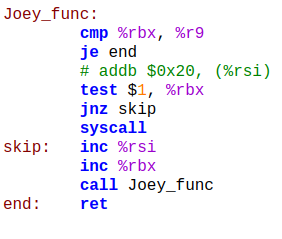 Joey_func:
cmp %rbx, %r9
je end
# addb $0x20, (%rsi)
test $1, %rbx
jnz skip
syscall
skip: inc %rsi
inc %rbx
call Joey_func
end: ret